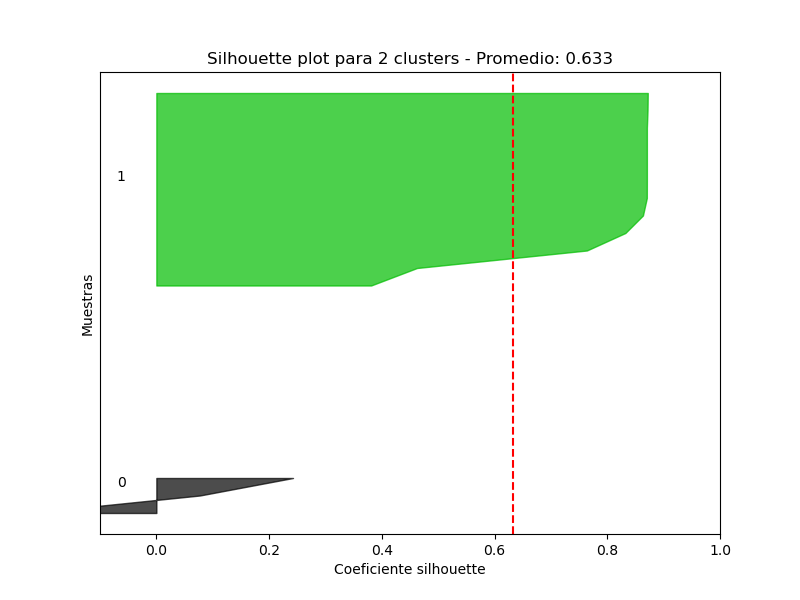 Silhouette plot para 2 clusters - Promedio: 0.633
1
Muestras
0
0.0 0.2 0.4 0.6 0.8 1.0
Coeficiente silhouette